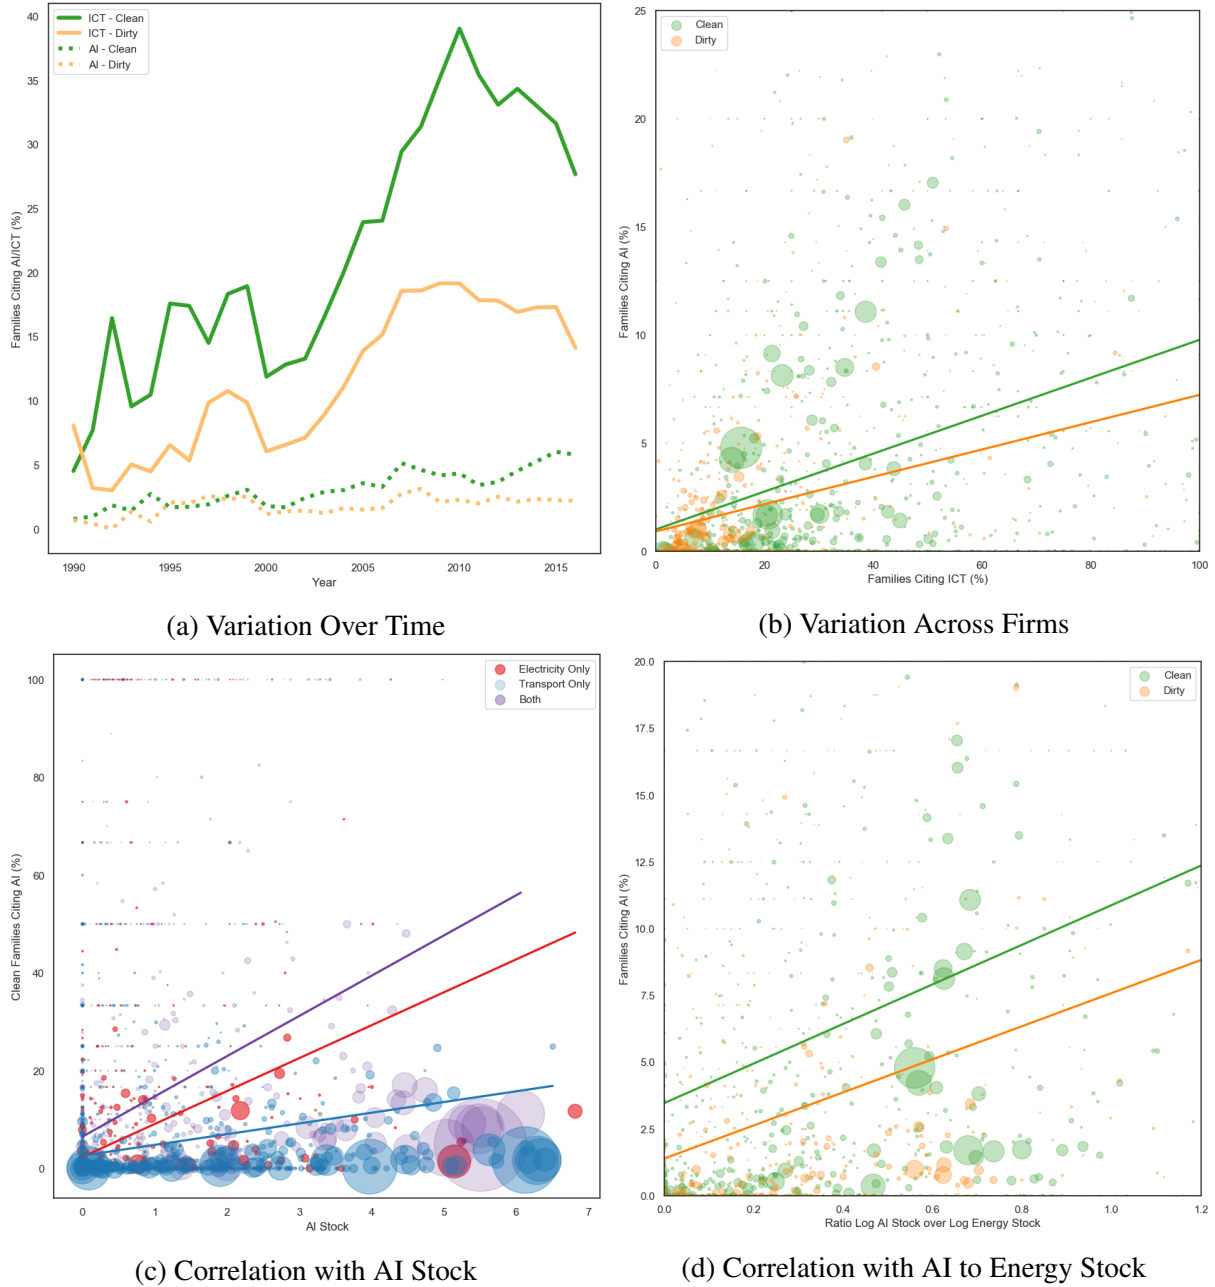 ICT - Clean
ICT - Dirty
AI - Clean
AI - Dirty
40
35
30
25
20
15
10
5
0
Families Citing AI/ICT (%)
1990
1995
2000
2005
2010
2015
Year
(a) Variation Over Time
Clean
Dirty
25
20
15
10
5
0
Families Citing AI (%)
0
20
40
60
80
100
Families Citing ICT (%)
(b) Variation Across Firms
Electricity Only
Transport Only
Both
100
80
60
40
20
0
Clean Families Citing AI (%)
0
1
2
3
4
5
6
7
AI Stock
(c) Correlation with AI Stock
Clean
Dirty
20.0
17.5
15.0
12.5
10.0
7.5
5.0
2.5
0.0
Families Citing AI (%)
0.0
0.2
0.4
0.6
0.8
1.0
1.2
Ratio Log AI Stock over Log Energy Stock
(d) Correlation with AI to Energy Stock